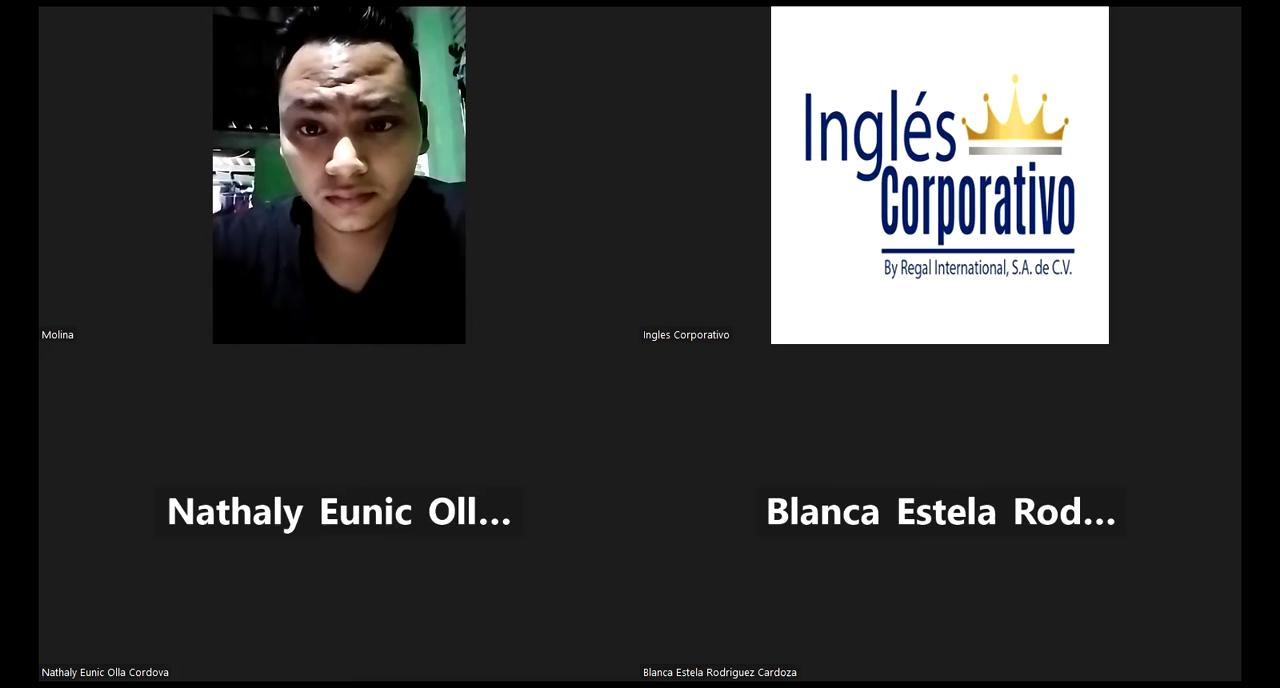 Inglés
Corporativo
By Regal International, S.A. de C.V.
Molina
Ingles Corporativo
Nathaly Eunic Oll...
Blanca Estela Rod...
Nathaly Eunic Olla Cordova
Blanca Estela Rodriguez Cardoza